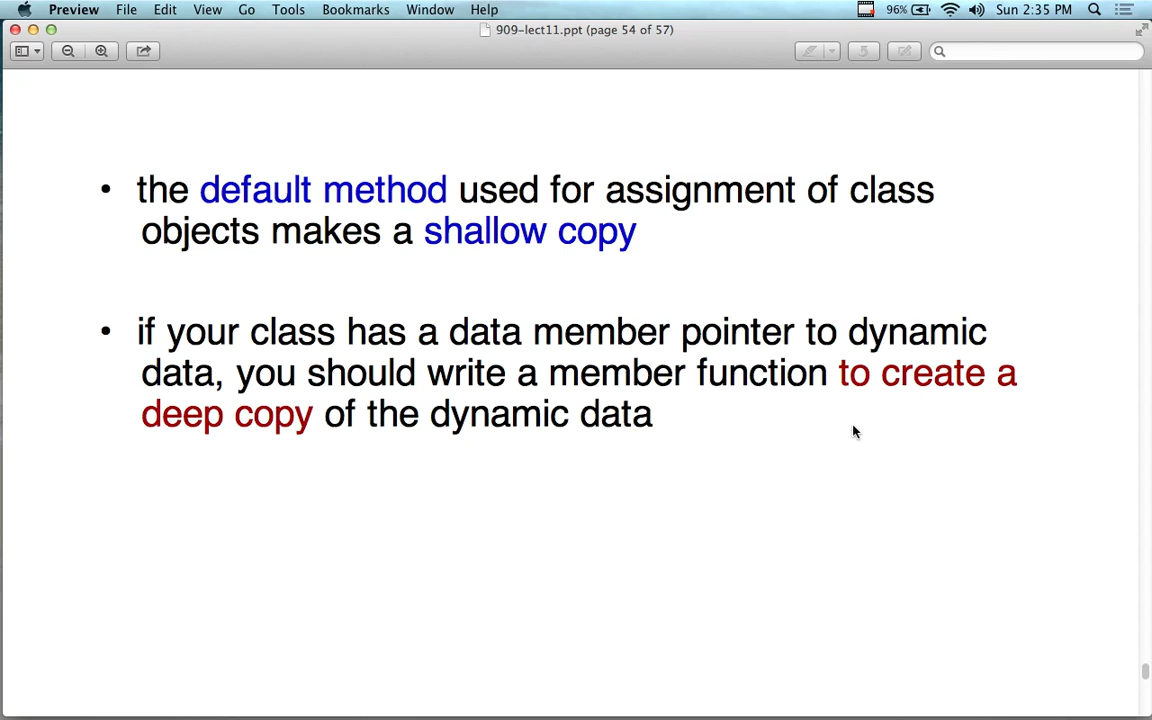 Preview File Edit View Go Tools Bookmarks Window Help 96% Sun 2:35 PM
909-lect11.ppt (page 54 of 57)
• the default method used for assignment of class
objects makes a shallow copy
• if your class has a data member pointer to dynamic
data, you should write a member function to create a
deep copy of the dynamic data